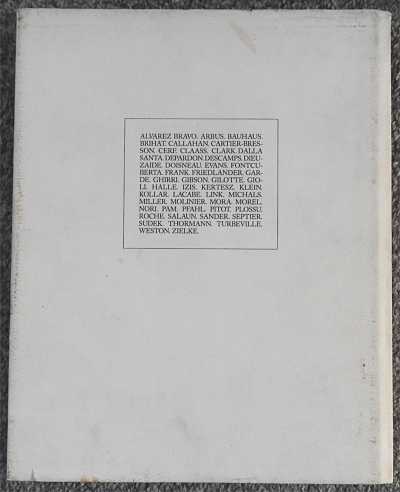 ALVAREZ BRAVO. ARBUS. BAUHAUS.
BRIHAT. CALLAHAN. CARTIER-BRES-
SON. CERF. CLAASS. CLARK. DALLA
SANTA. DEPARDON. DESCAMPS. DIEU-
ZAIDE. DOISNEAU. EVANS. FONTCU-
BERTA. FRANK. FRIEDLANDER. GAR-
DE. GHIRRI. GIBSON. GILOTTE. GIO-
LI. HALLE. IZIS. KERTESZ. KLEIN.
KOLLAR. LACABE. LINK. MICHALS.
MILLER. MOLINIER. MORA. MOREL.
NORI. PAM. PFAHL. PITOT. PLOSSU.
ROCHE. SALAUN. SANDER. SEPTIER.
SUDEK. THORMANN. TURBEVILLE.
WESTON. ZIELKE.